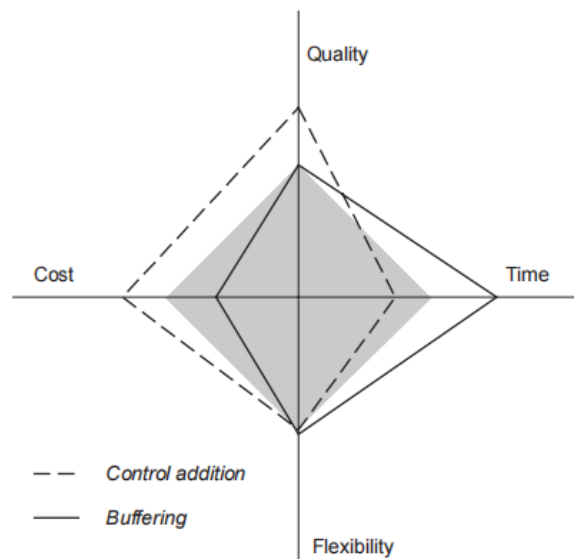 Quality
Cost
Time
Control addition
Buffering
Flexibility